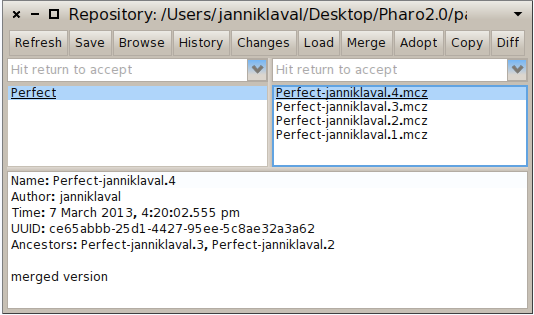 Repository: /Users/janniklaval/Desktop/Pharo2.0/pa
Refresh Save Browse History Changes Load Merge Adopt Copy Diff
Hit return to accept Hit return to accept
Perfect
Perfect-janniklaval.4.mcz
Perfect-janniklaval.3.mcz
Perfect-janniklaval.2.mcz
Perfect-janniklaval.1.mcz
Name: Perfect-janniklaval.4
Author: janniklaval
Time: 7 March 2013, 4:20:02.555 pm
UUID: ce65abbb-25d1-4427-95ee-5c8ae32a3a62
Ancestors: Perfect-janniklaval.3, Perfect-janniklaval.2
merged version